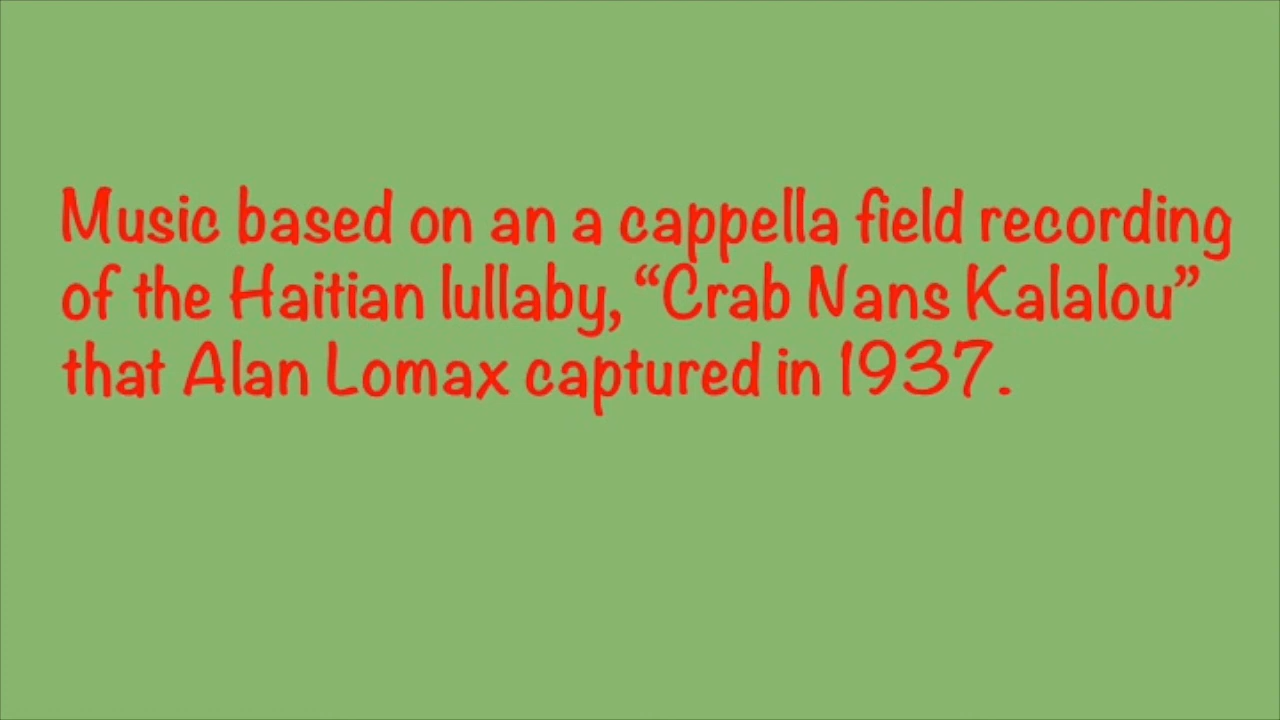 Music based on an a cappella field recording
of the Haitian lullaby, “Crab Nans Kalalou”
that Alan Lomax captured in 1937.